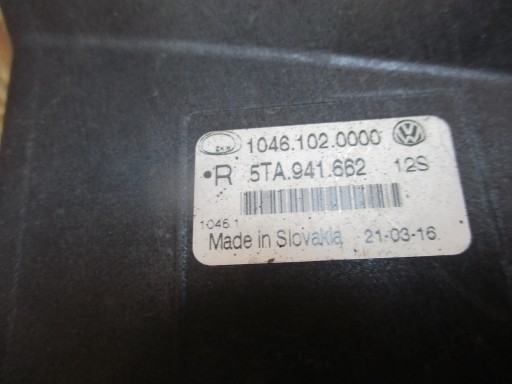 1046.102.0000
•R 5TA.941.662 12S
1046.1
Made in Slovakia 21-03-16